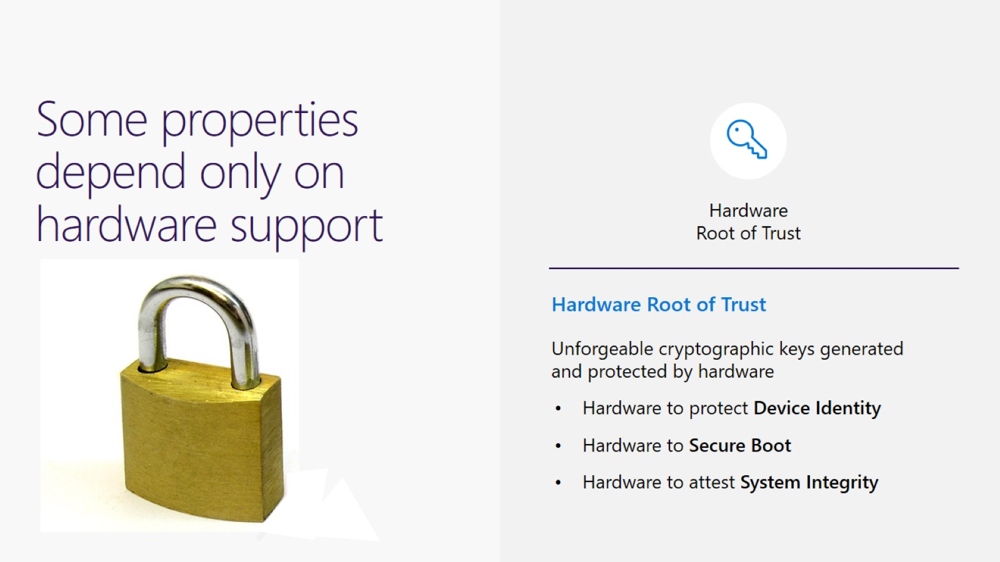 Some properties
depend only on
hardware support
Hardware
Root of Trust
Hardware Root of Trust
Unforgeable cryptographic keys generated
and protected by hardware
• Hardware to protect Device Identity
• Hardware to Secure Boot
• Hardware to attest System Integrity